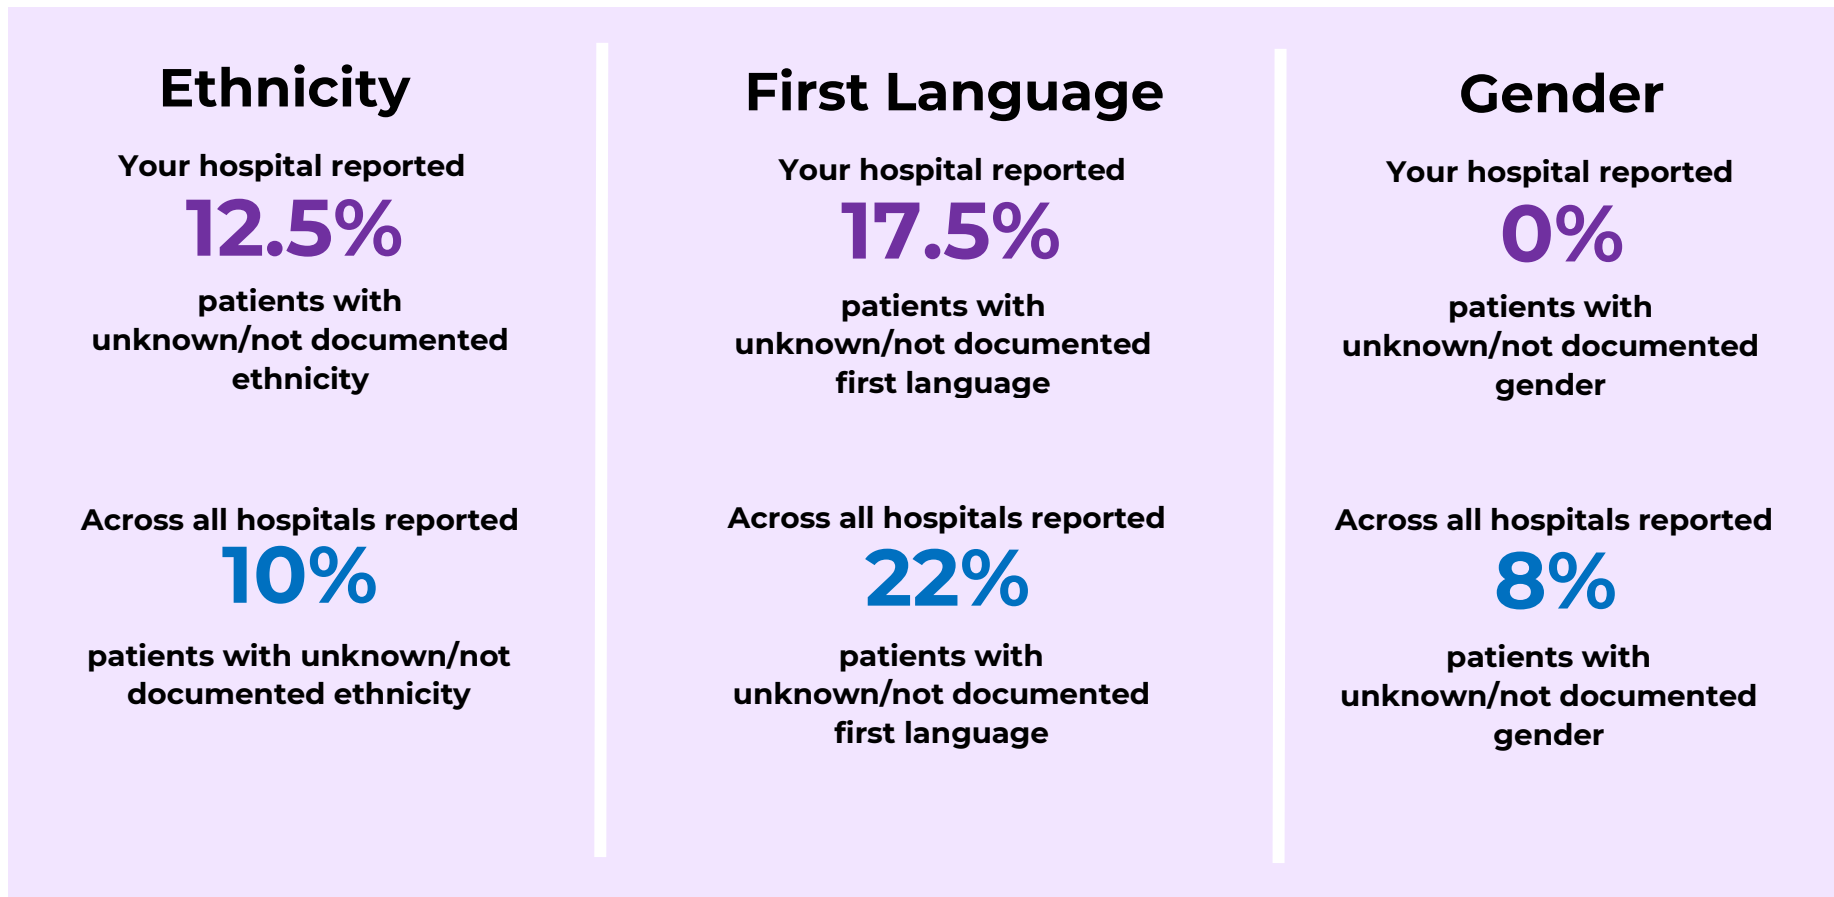 Ethnicity
Your hospital reported
12.5%
patients with
unknown/not documented
ethnicity
Across all hospitals reported
10%
patients with unknown/not
documented ethnicity
First Language
Your hospital reported
17.5%
patients with
unknown/not documented
first language
Across all hospitals reported
22%
patients with
unknown/not documented
first language
Gender
Your hospital reported
0%
patients with
unknown/not documented
gender
Across all hospitals reported
8%
patients with
unknown/not documented
gender